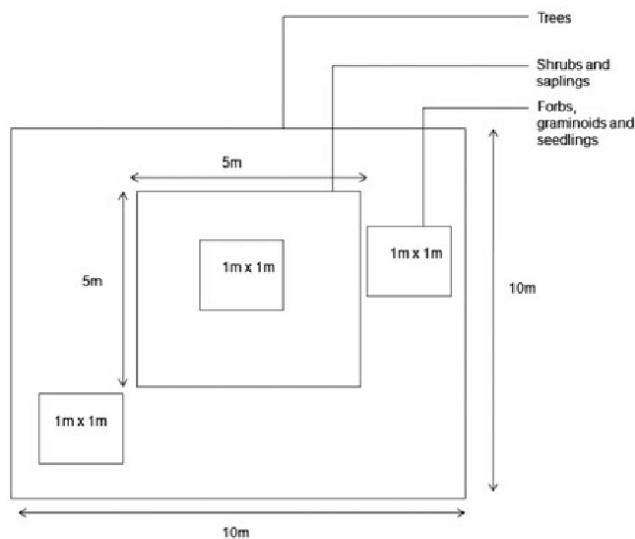 Trees
Shrubs and
saplings
Forbs,
graminoids and
seedlings
5m
1m x 1m
1m x 1m
5m
10m
1m x 1m
10m